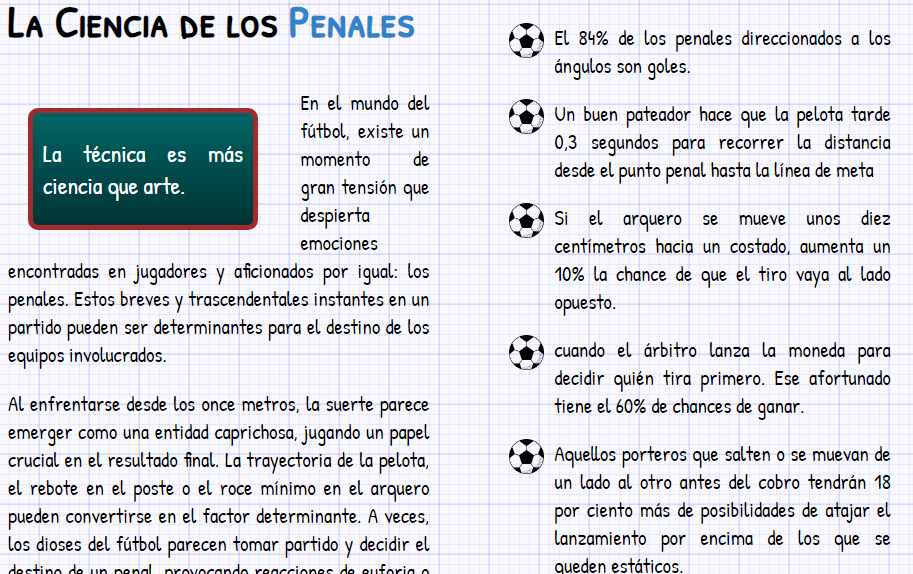 La Ciencia de los Penales
La técnica es más
ciencia que arte.
En el mundo del
fútbol, existe un
momento de
gran tensión que
despierta
emociones
encontradas en jugadores y aficionados por igual: los
penales. Estos breves y trascendentales instantes en un
partido pueden ser determinantes para el destino de los
equipos involucrados.
Al enfrentarse desde los once metros, la suerte parece
emerger como una entidad caprichosa, jugando un papel
crucial en el resultado final. La trayectoria de la pelota,
el rebote en el poste o el roce mínimo en el arquero
pueden convertirse en el factor determinante. A veces,
los dioses del fútbol parecen tomar partido y decidir el
destino de un penal, provocando reacciones de euforia o
El 84% de los penales direccionados a los
ángulos son goles.
Un buen pateador hace que la pelota tarde
0,3 segundos para recorrer la distancia
desde el punto penal hasta la línea de meta
Si el arquero se mueve unos diez
centímetros hacia un costado, aumenta un
10% la chance de que el tiro vaya al lado
opuesto.
cuando el árbitro lanza la moneda para
decidir quién tira primero. Ese afortunado
tiene el 60% de chances de ganar.
Aquellos porteros que salten o se muevan de
un lado al otro antes del cobro tendrán 18
por ciento más de posibilidades de atajar el
lanzamiento por encima de los que se
queden estáticos.